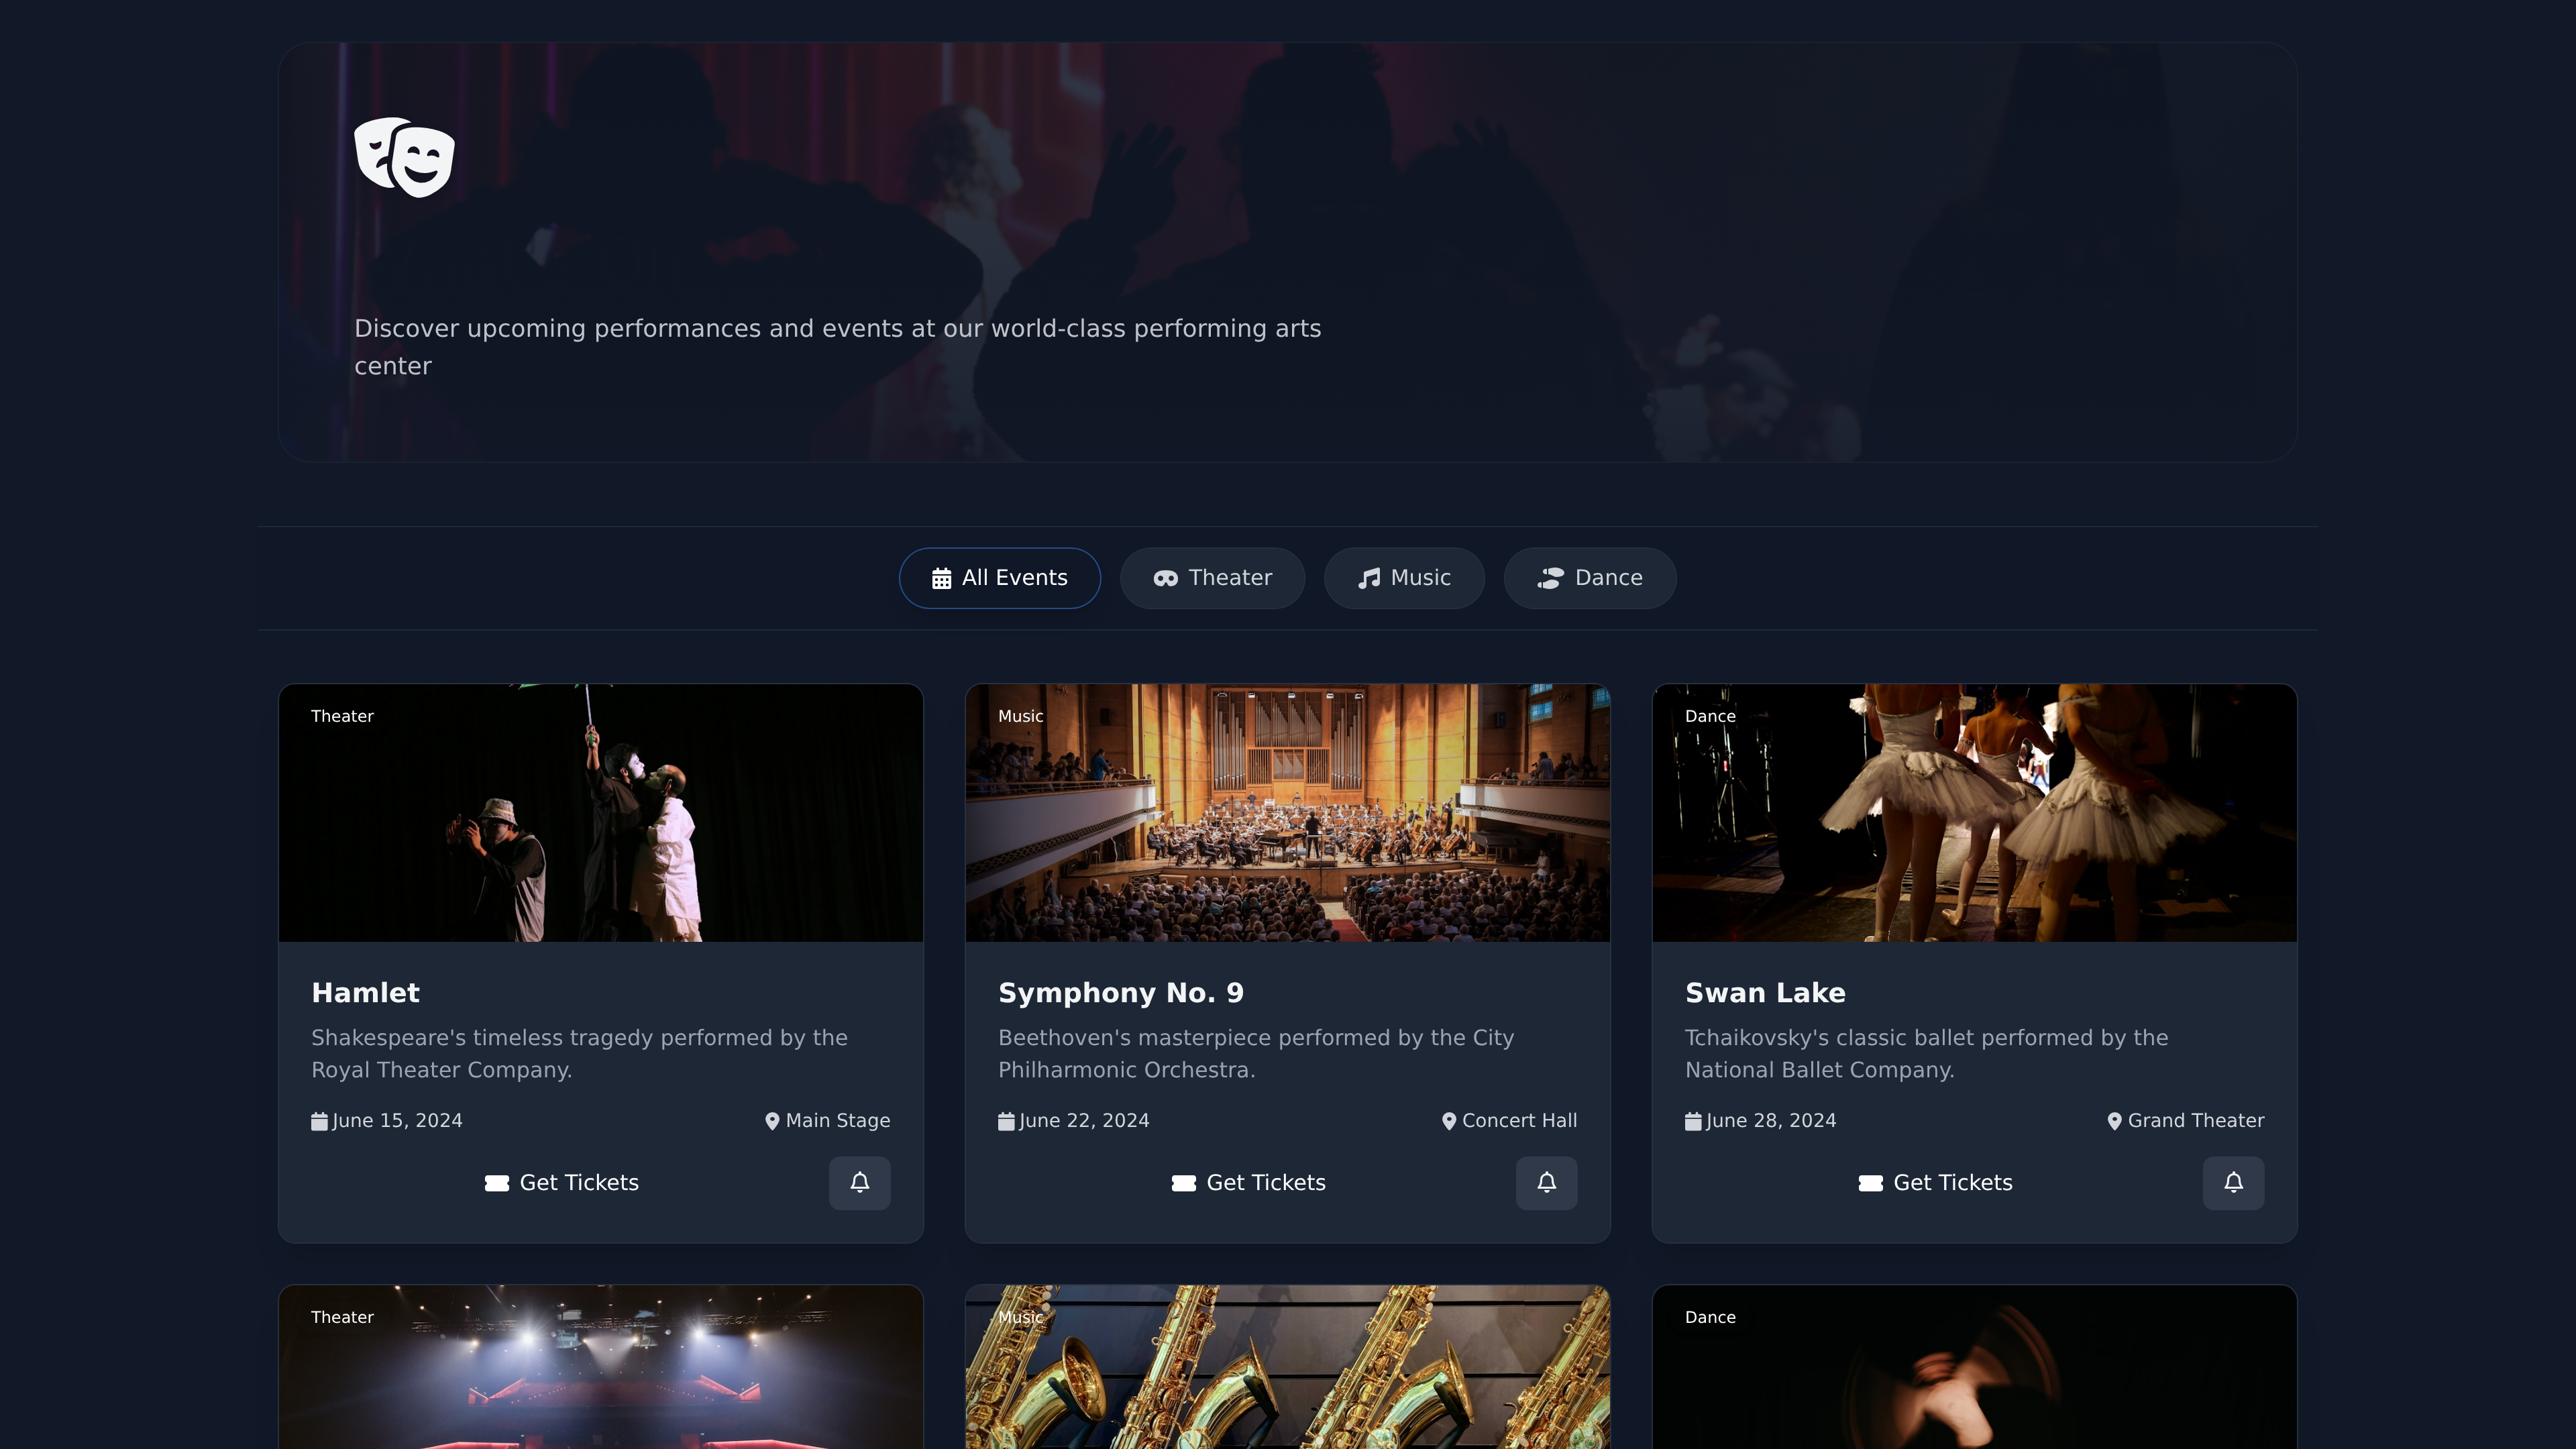 Discover upcoming performances and events at our world-class performing arts
center
All Events
Theater
Music
Dance
Theater
Music
Dance
Hamlet
Shakespeare's timeless tragedy performed by the
Royal Theater Company.
June 15, 2024
Main Stage
Get Tickets
Symphony No. 9
Beethoven's masterpiece performed by the City
Philharmonic Orchestra.
June 22, 2024
Concert Hall
Get Tickets
Swan Lake
Tchaikovsky's classic ballet performed by the
National Ballet Company.
June 28, 2024
Grand Theater
Get Tickets
Theater
Music
Dance